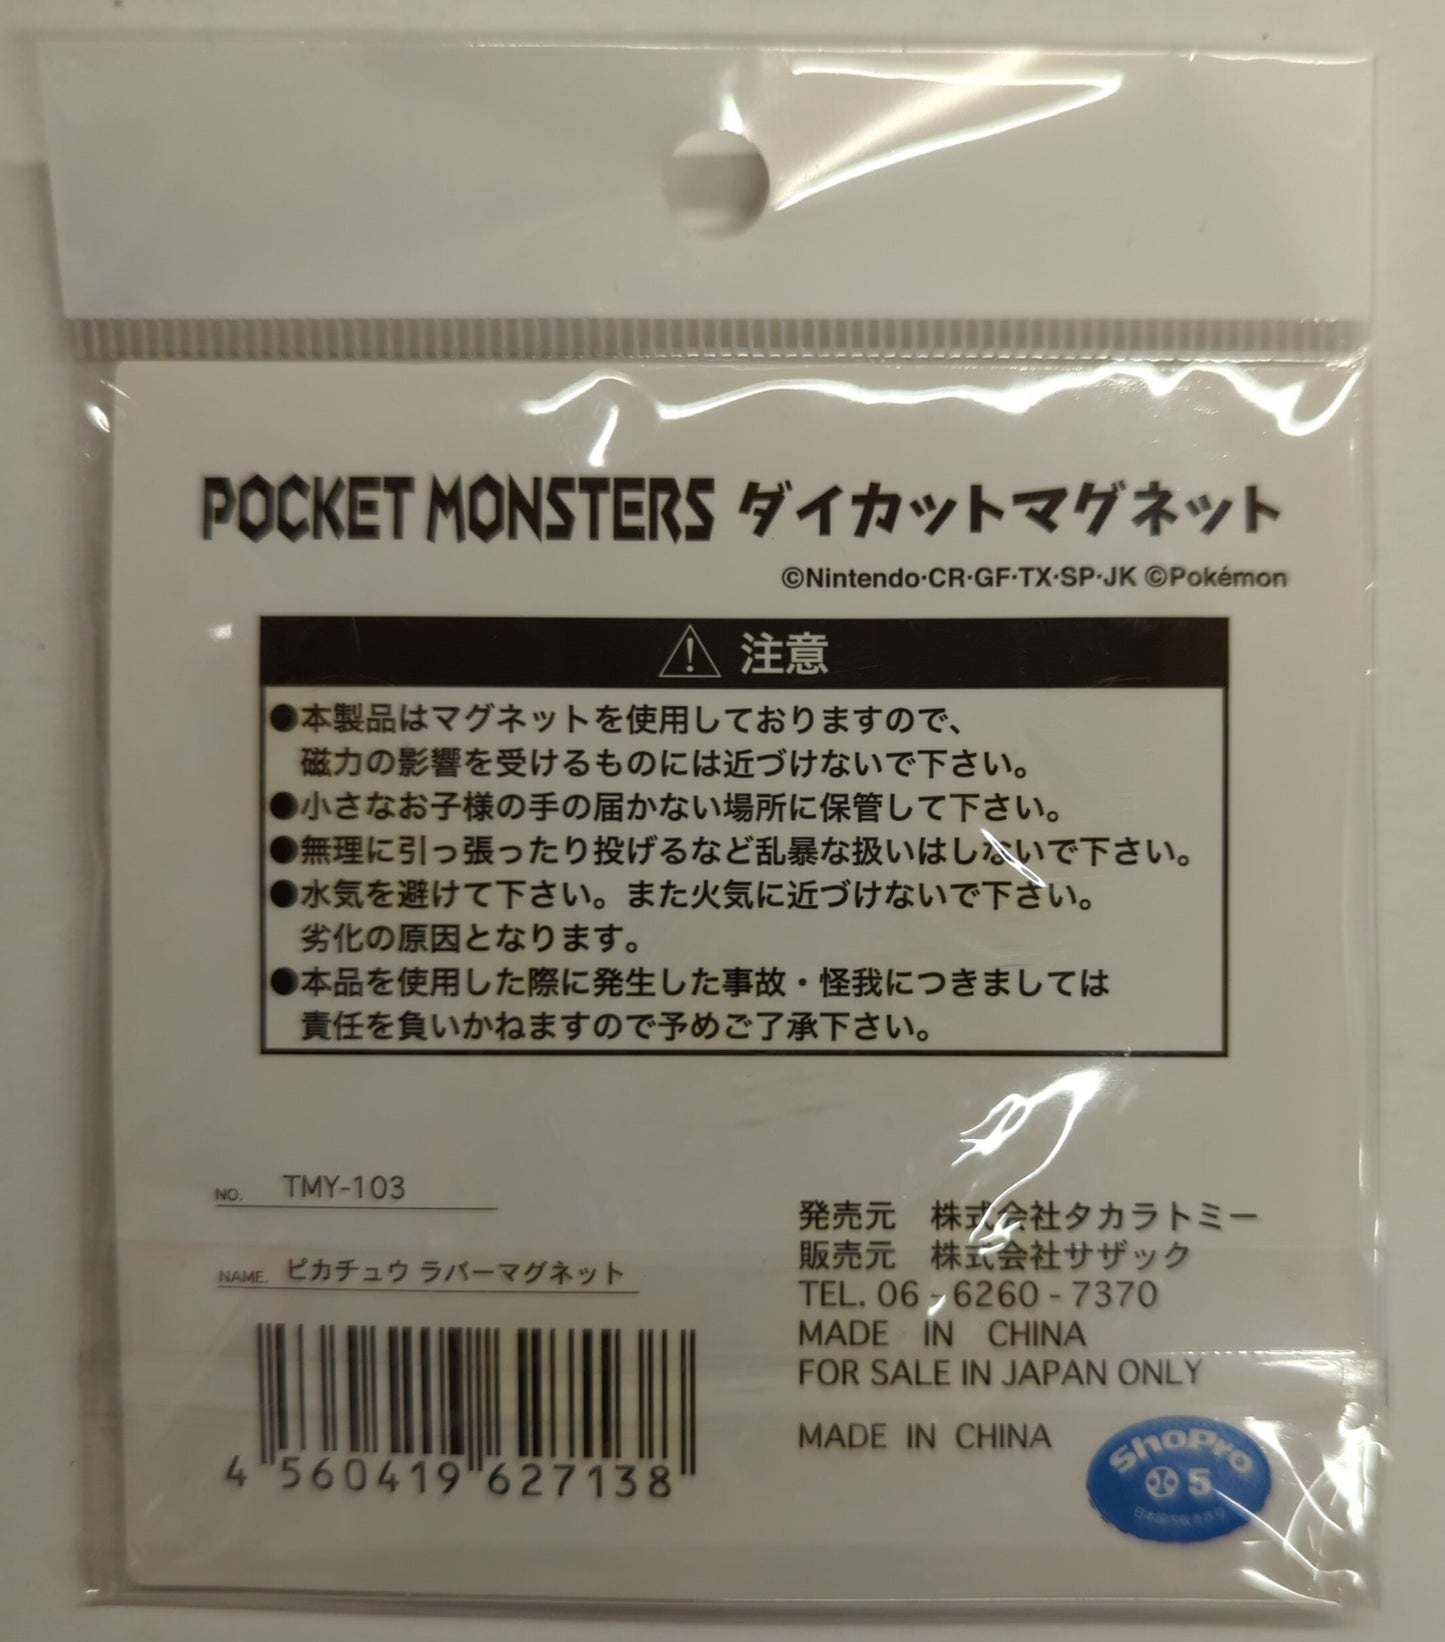 POCKET MONSTERS ダイカットマグネット
©Nintendo·CR·GF·TX·SP·JK ©Pokémon
注意
●本製品はマグネットを使用しておりますので、
磁力の影響を受けるものには近づけないで下さい。
●小さなお子様の手の届かない場所に保管して下さい。
●無理に引っ張ったり投げるなど乱暴な扱いはしないで下さい。
●水気を避けて下さい。また火気に近づけないで下さい。
劣化の原因となります。
●本品を使用した際に発生した事故・怪我につきましては
責任を負いかねますので予めご了承下さい。
NO. TMY-103
NAME. ピカチュウ ラバーマグネット
4 560419 627138
発売元 株式会社タカラトミー
販売元 株式会社サザック
TEL. 06 - 6260 - 7370
MADE IN CHINA
FOR SALE IN JAPAN ONLY
MADE IN CHINA
ShoPro
5